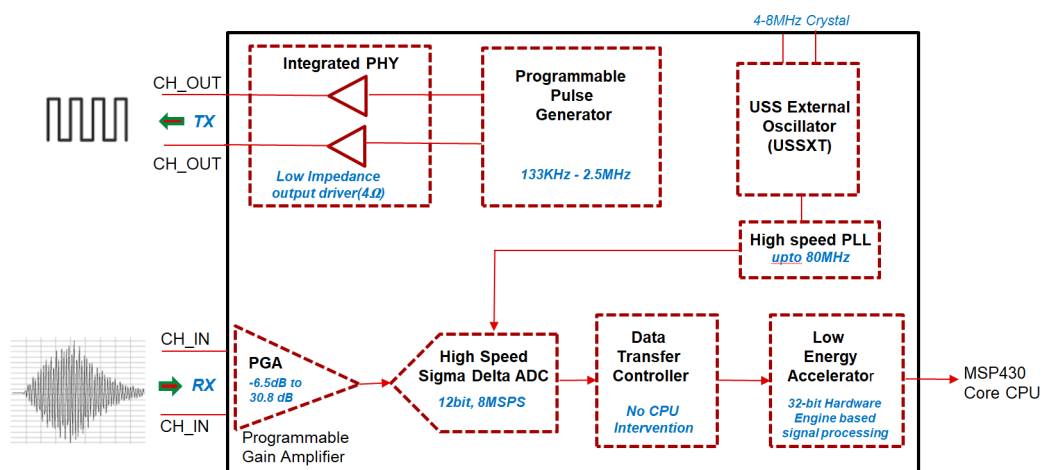 4-8MHz Crystal
Integrated PHY
CH_OUT
TX
CH_OUT
Low Impedance
output driver(4Ω)
Programmable
Pulse
Generator
133KHz - 2.5MHz
USS External
Oscillator
(USSXT)
High speed PLL
upto 80MHz
CH_IN
RX
CH_IN
PGA
-6.5dB to
30.8 dB
Programmable
Gain Amplifier
High Speed
Sigma Delta ADC
12bit, 8MSPS
Data
Transfer
Controller
No CPU
Intervention
Low
Energy
Accelerator
32-bit Hardware
Engine based
signal processing
MSP430
Core CPU